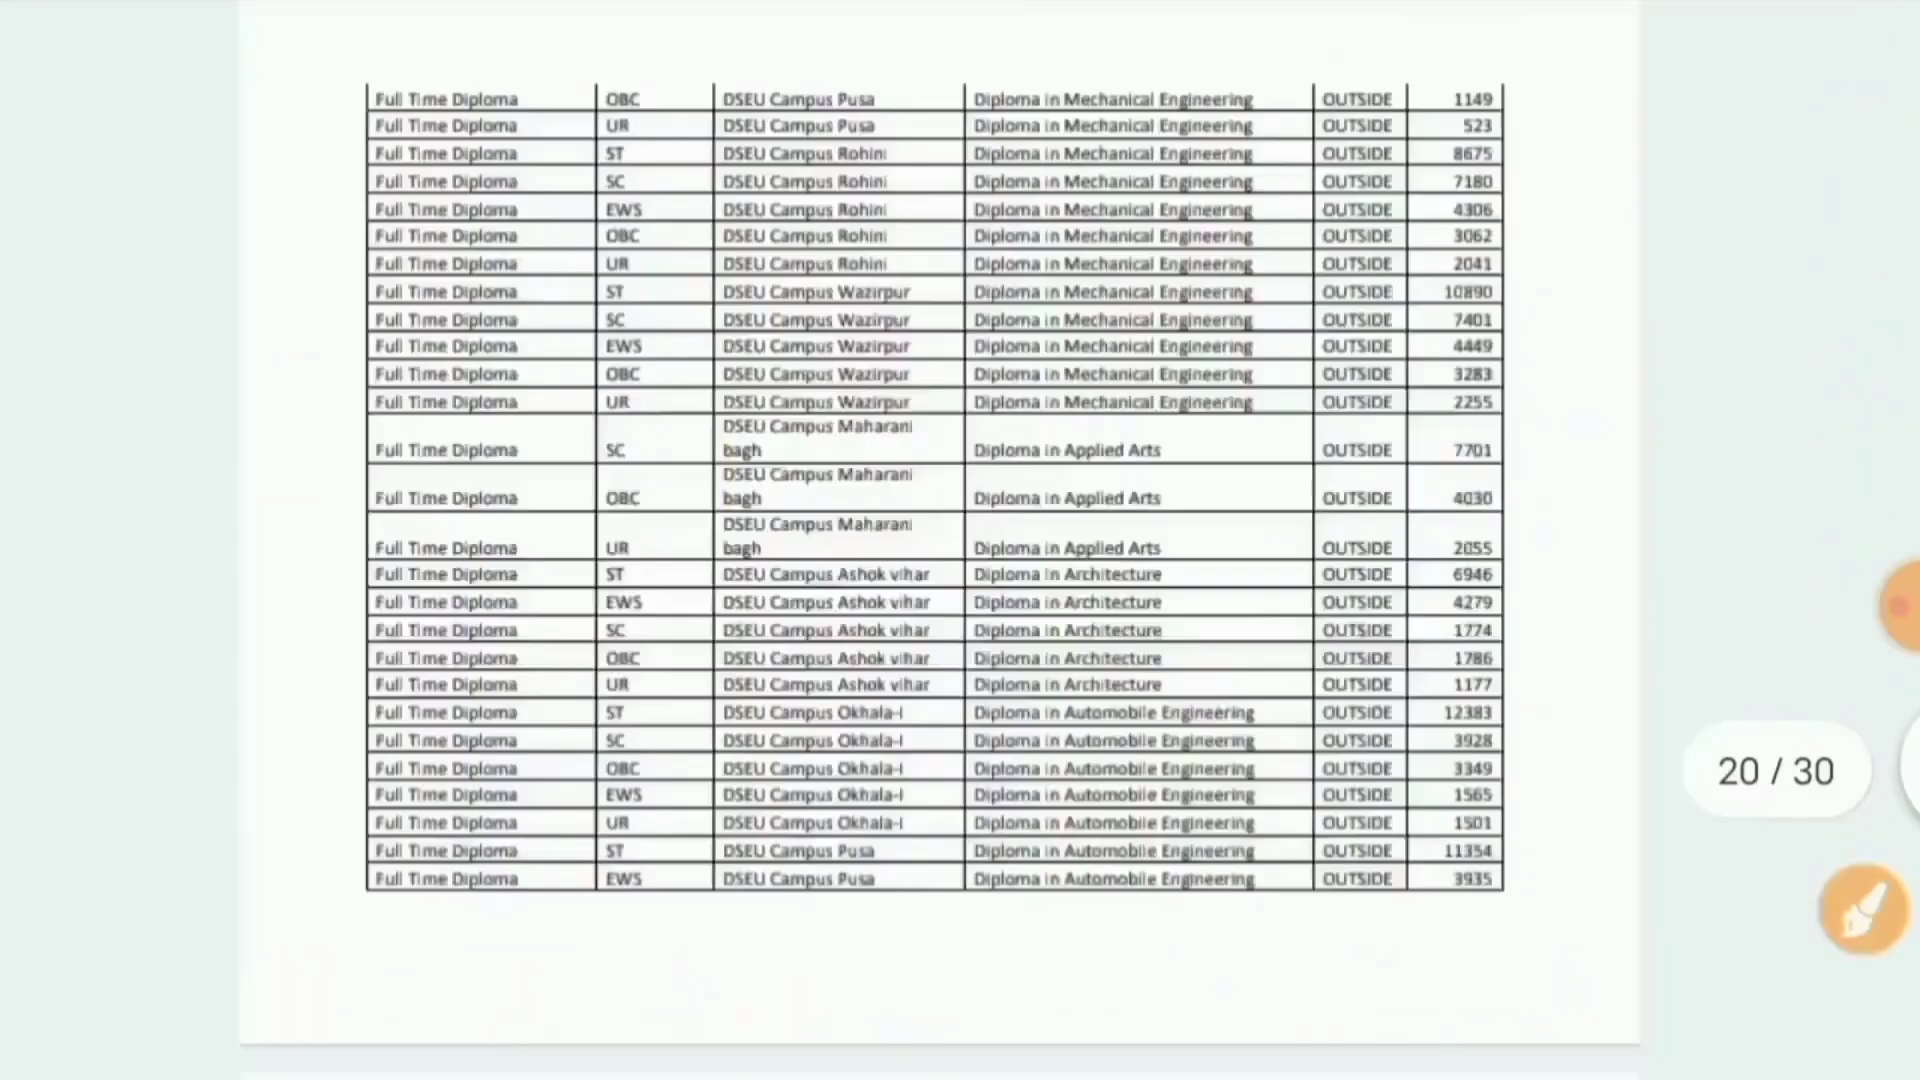 Full Time Diploma OBC DSEU Campus Pusa Diploma in Mechanical Engineering OUTSIDE 1149
Full Time Diploma UR DSEU Campus Pusa Diploma in Mechanical Engineering OUTSIDE 523
Full Time Diploma ST DSEU Campus Rohini Diploma in Mechanical Engineering OUTSIDE 8675
Full Time Diploma SC DSEU Campus Rohini Diploma in Mechanical Engineering OUTSIDE 7180
Full Time Diploma EWS DSEU Campus Rohini Diploma in Mechanical Engineering OUTSIDE 4306
Full Time Diploma OBC DSEU Campus Rohini Diploma in Mechanical Engineering OUTSIDE 3062
Full Time Diploma UR DSEU Campus Rohini Diploma in Mechanical Engineering OUTSIDE 2041
Full Time Diploma ST DSEU Campus Wazirpur Diploma in Mechanical Engineering OUTSIDE 10890
Full Time Diploma SC DSEU Campus Wazirpur Diploma in Mechanical Engineering OUTSIDE 7401
Full Time Diploma EWS DSEU Campus Wazirpur Diploma in Mechanical Engineering OUTSIDE 4449
Full Time Diploma OBC DSEU Campus Wazirpur Diploma in Mechanical Engineering OUTSIDE 3283
Full Time Diploma UR DSEU Campus Wazirpur Diploma in Mechanical Engineering OUTSIDE 2255
DSEU Campus Maharani
Full Time Diploma SC bagh Diploma in Applied Arts OUTSIDE 7701
DSEU Campus Maharani
Full Time Diploma OBC bagh Diploma in Applied Arts OUTSIDE 4030
DSEU Campus Maharani
Full Time Diploma UR bagh Diploma in Applied Arts OUTSIDE 2055
Full Time Diploma ST DSEU Campus Ashok vihar Diploma in Architecture OUTSIDE 6946
Full Time Diploma EWS DSEU Campus Ashok vihar Diploma in Architecture OUTSIDE 4279
Full Time Diploma SC DSEU Campus Ashok vihar Diploma in Architecture OUTSIDE 1774
Full Time Diploma OBC DSEU Campus Ashok vihar Diploma in Architecture OUTSIDE 1786
Full Time Diploma UR DSEU Campus Ashok vihar Diploma in Architecture OUTSIDE 1177
Full Time Diploma ST DSEU Campus Okhala-I Diploma in Automobile Engineering OUTSIDE 12383
Full Time Diploma SC DSEU Campus Okhala-I Diploma in Automobile Engineering OUTSIDE 3928
Full Time Diploma OBC DSEU Campus Okhala-I Diploma in Automobile Engineering OUTSIDE 3349
Full Time Diploma EWS DSEU Campus Okhala-I Diploma in Automobile Engineering OUTSIDE 1565
Full Time Diploma UR DSEU Campus Okhala-I Diploma in Automobile Engineering OUTSIDE 1501
Full Time Diploma ST DSEU Campus Pusa Diploma in Automobile Engineering OUTSIDE 11354
Full Time Diploma EWS DSEU Campus Pusa Diploma in Automobile Engineering OUTSIDE 3935
20 / 30